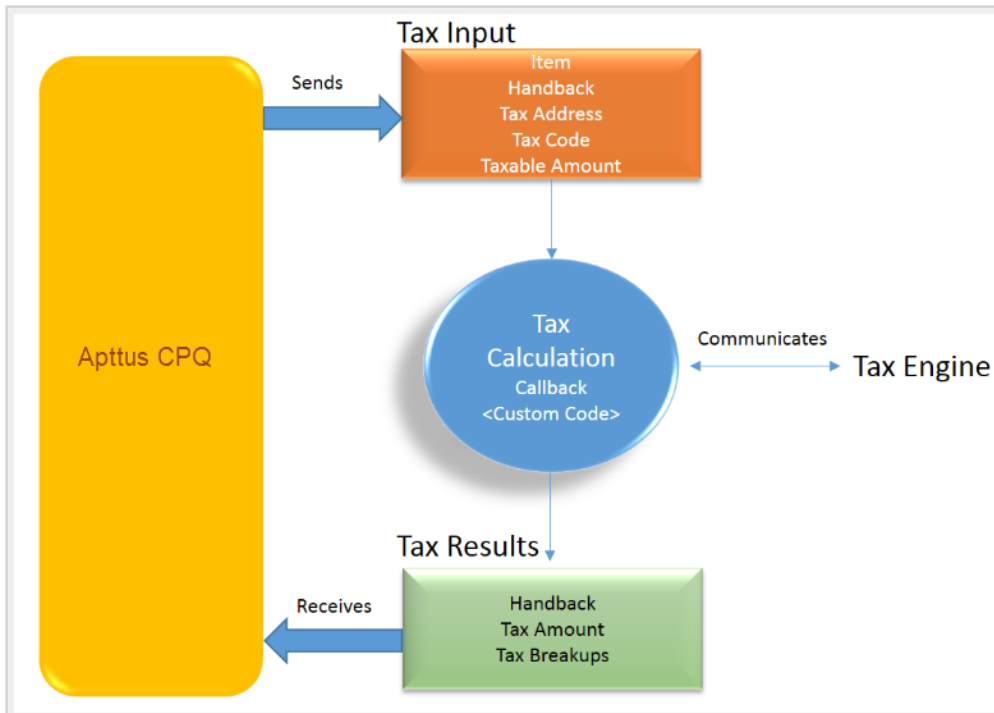 Tax Input
Sends
Item
Handback
Tax Address
Tax Code
Taxable Amount
Apttus CPQ
Tax
Calculation
Callback
<Custom Code>
Communicates
Tax Engine
Tax Results
Receives
Handback
Tax Amount
Tax Breakups